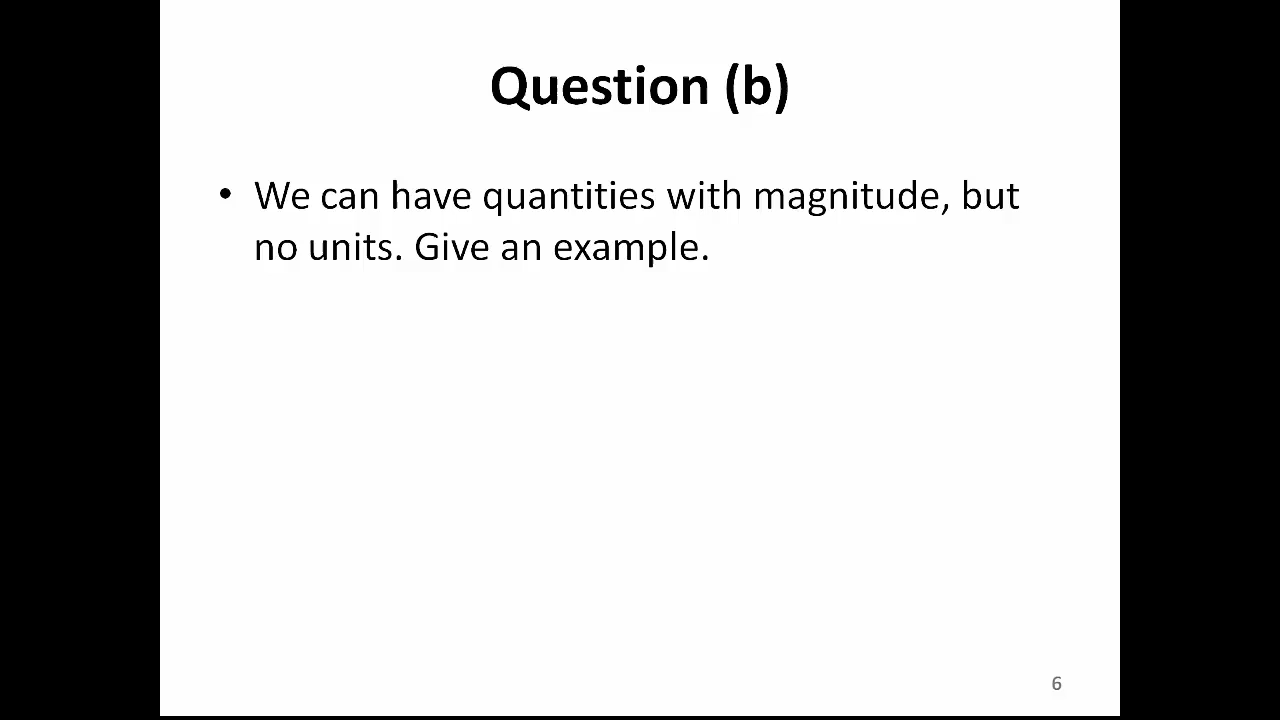 Question (b)
• We can have quantities with magnitude, but
no units. Give an example.
6